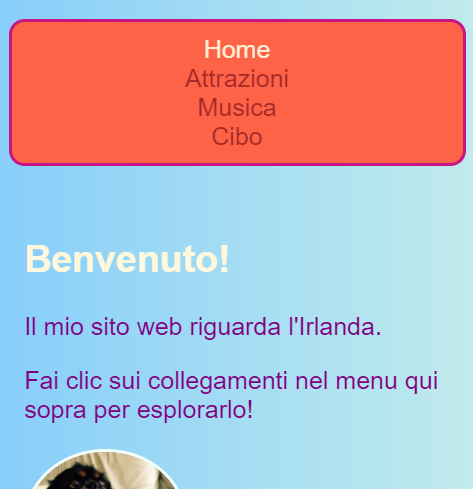 Home
Attrazioni
Musica
Cibo
Benvenuto!
Il mio sito web riguarda l'Irlanda.
Fai clic sui collegamenti nel menu qui
sopra per esplorarlo!